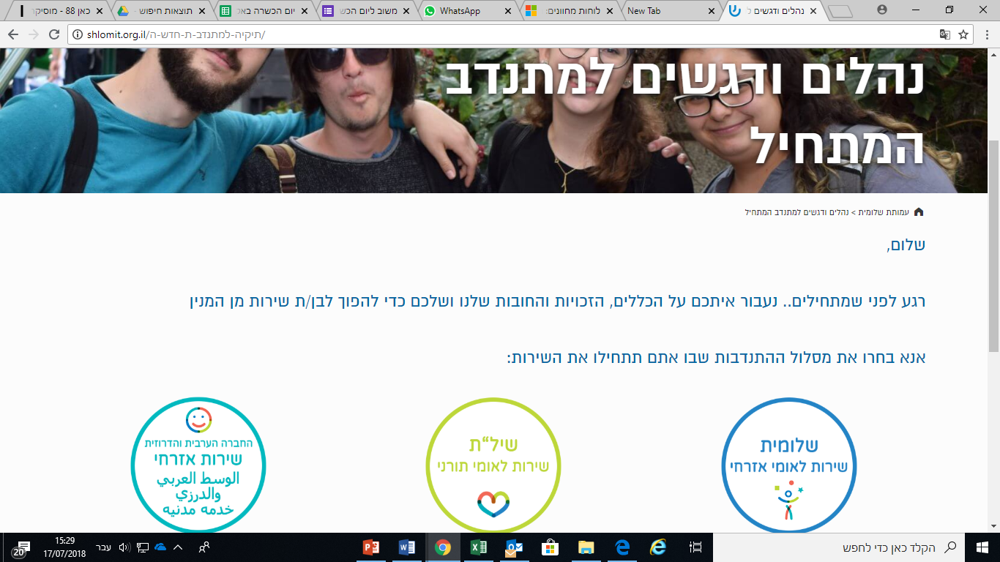 כאן 88 - מוסיקה
תוצאות חיפוש -
יום הכשרה באק
משוב ליום הכש
WhatsApp
לוחות מחוונים:
New Tab
נהלים ודגשים ל
shlomit.org.il/תיקיה-למתנדב-ת-חדש-ה/
נהלים ודגשים למתנדב
המתחיל
עמותת שלומית > נהלים ודגשים למתנדב המתחיל
שלום,
רגע לפני שמתחילים.. נעבור איתכם על הכללים, הזכויות והחובות שלנו ושלכם כדי להפוך לבן/ת שירות מן המנין
אנא בחרו את מסלול ההתנדבות שבו אתם תתחילו את השירות:
שלומית
שירות לאומי אזרחי
שיל"ת
שירות לאומי תורני
החברה הערבית והדרוזית
שירות אזרחי
الوسط العربي
والدرزي
خدمه مدنيه
הקלד כאן כדי לחפש
עבר
15:29
17/07/2018
20